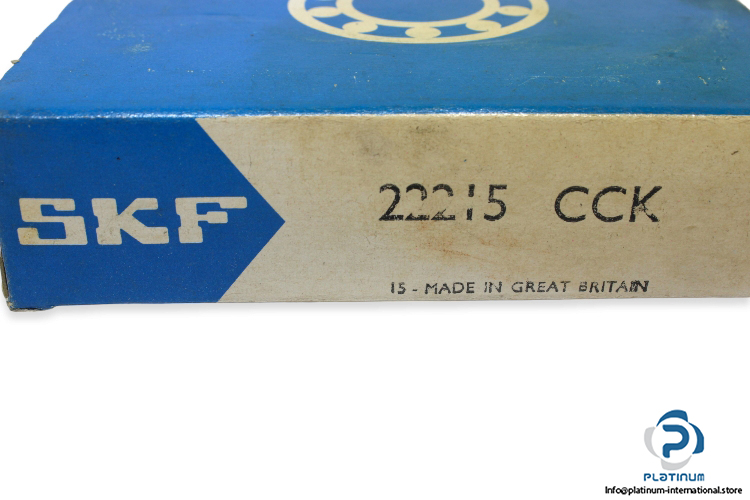 SKF
22215 CCK
15 - MADE IN GREAT BRITAIN
PLATINUM
Info@platinum-international.store